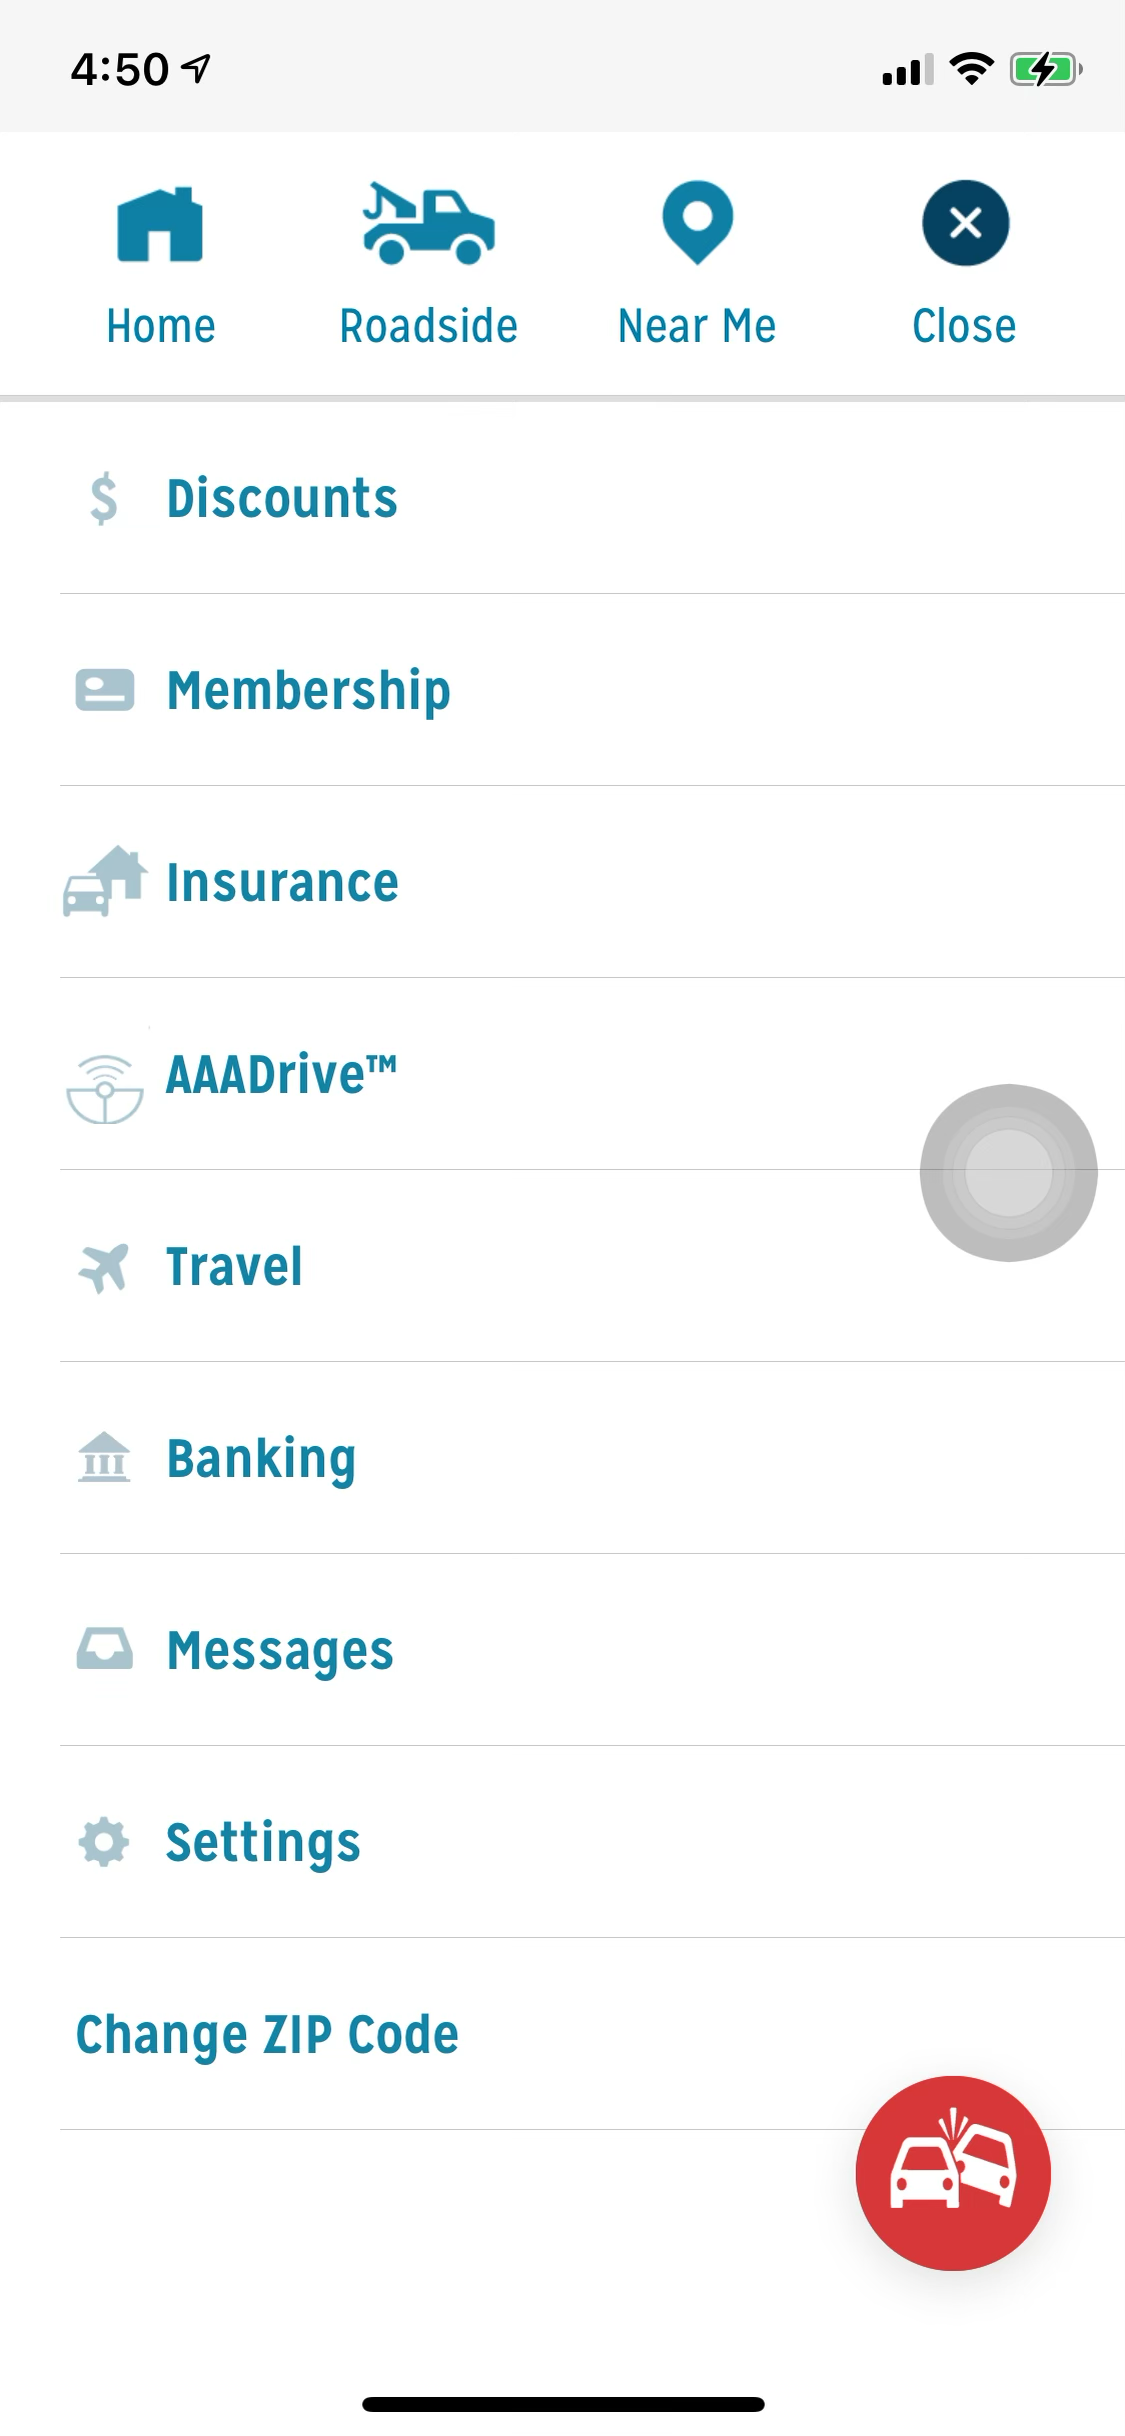 4:50
Home Roadside Near Me Close
Discounts
Membership
Insurance
AAADrive™
Travel
Banking
Messages
Settings
Change ZIP Code